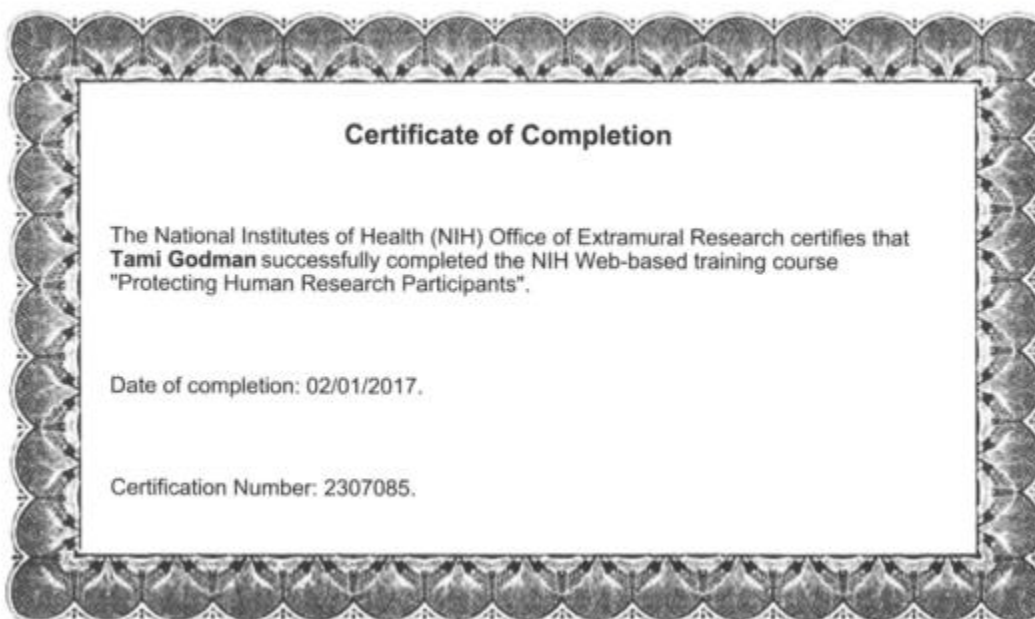 Certificate of Completion
The National Institutes of Health (NIH) Office of Extramural Research certifies that
Tami Godman successfully completed the NIH Web-based training course
"Protecting Human Research Participants".
Date of completion: 02/01/2017.
Certification Number: 2307085.